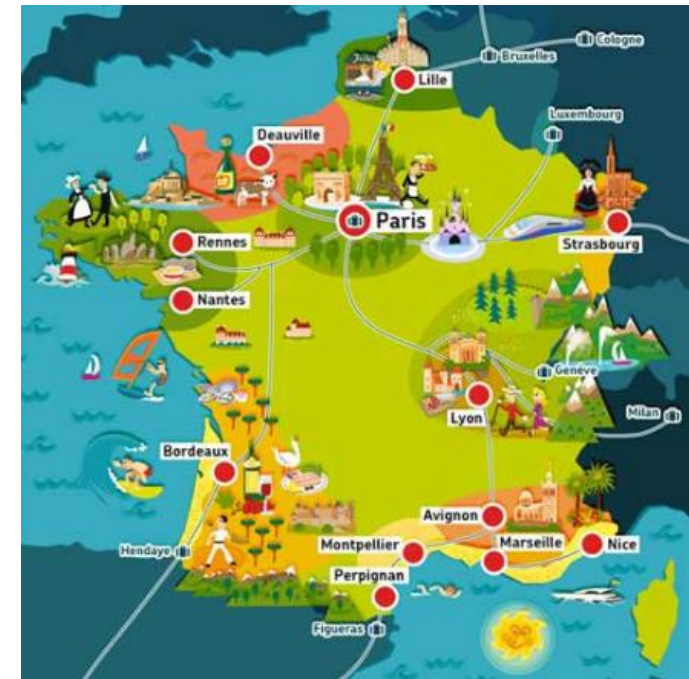 Cologne
Bruxelles
Lille
Luxembourg
Deauville
Paris
Strasbourg
Rennes
Nantes
Genève
Lyon
Milan
Bordeaux
Avignon
Hendaye
Montpellier
Marseille
Nice
Perpignan
Figueras